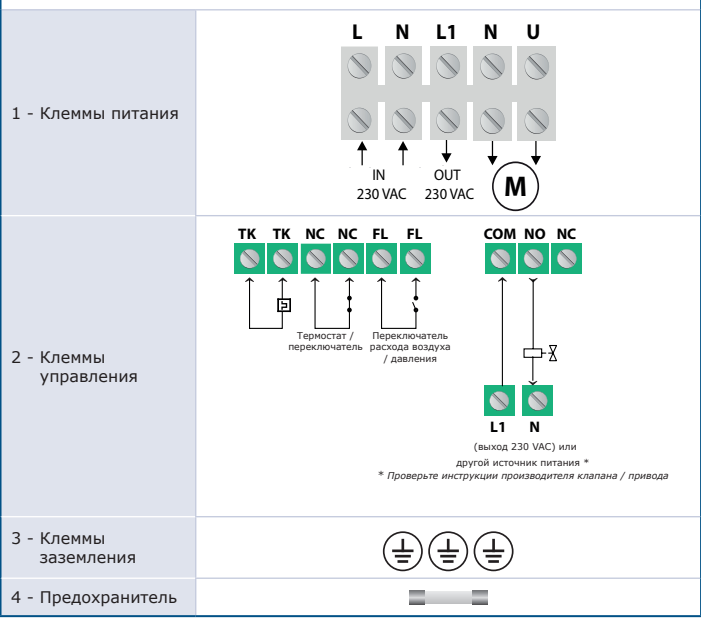 1 - Клеммы питания
L N L1 N U
IN
230 VAC
OUT
230 VAC
M
2 - Клеммы
управления
TK TK NC NC FL FL
COM NO NC
Термостат /
переключатель
Переключатель
расхода воздуха
/ давления
L1 N
(выход 230 VAC) или
другой источник питания *
* Проверьте инструкции производителя клапана / привода
3 - Клеммы
заземления
4 - Предохранитель